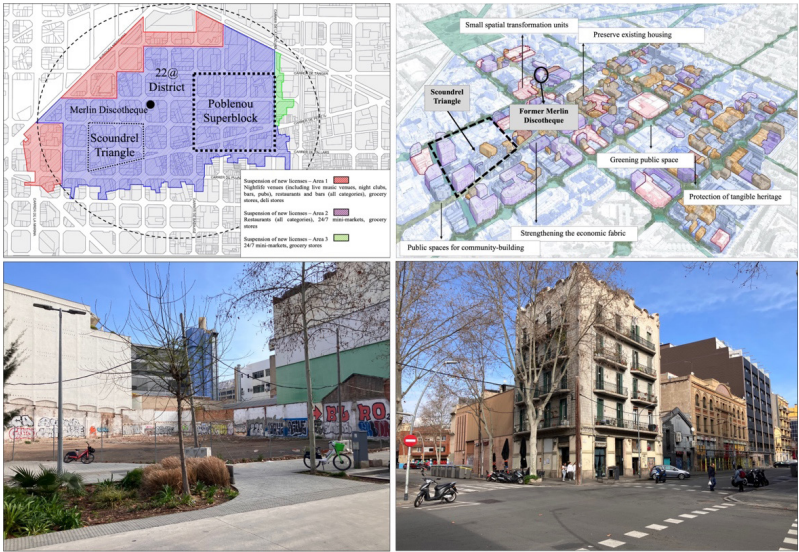 22@
District
Merlin Discotheque
Poblenou
Superblock
Scoundrel
Triangle
Suspension of new licenses – Area 1
Nightlife venues (including live music venues, night clubs,
bars, pubs), restaurants and bars (all categories), grocery
stores, deli stores
Suspension of new licenses – Area 2
Restaurants (all categories), 24/7 mini-markets, grocery
stores
Suspension of new licenses – Area 3
24/7 mini-markets, grocery stores
Small spatial transformation units
Preserve existing housing
Scoundrel
Triangle
Former Merlin
Discotheque
Greening public space
Protection of tangible heritage
Strengthening the economic fabric
Public spaces for community-building